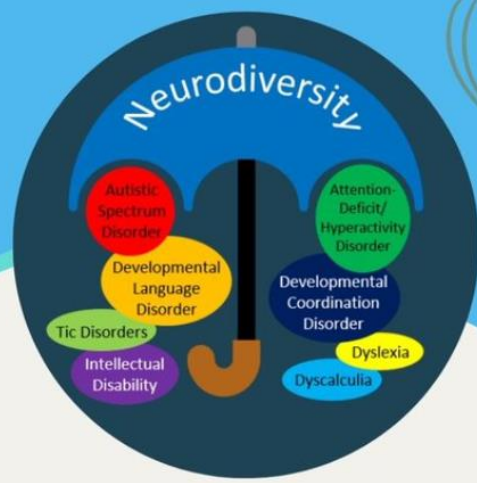 Neurodiversity
Autistic
Spectrum
Disorder
Developmental
Language
Disorder
Tic Disorders
Intellectual
Disability
Attention-
Deficit/
Hyperactivity
Disorder
Developmental
Coordination
Disorder
Dyslexia
Dyscalculia